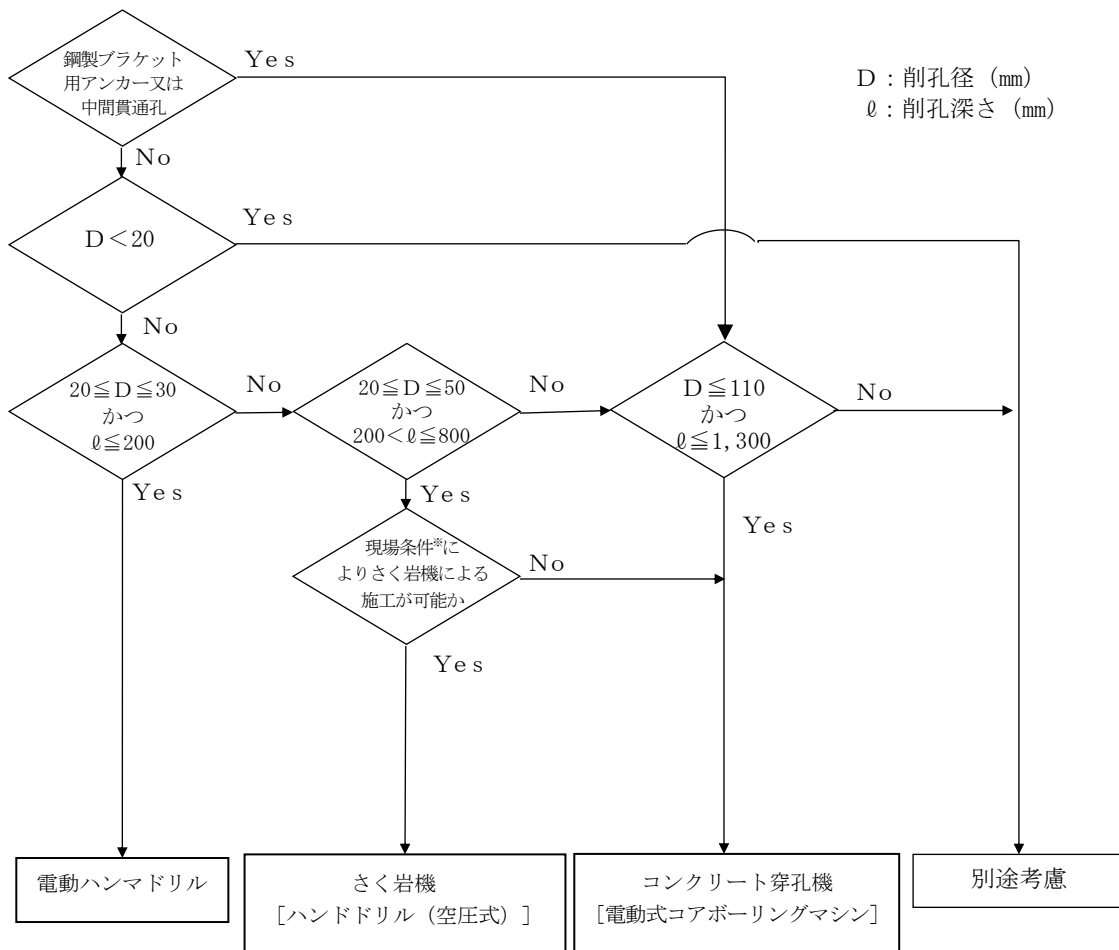 鋼製ブラケット
用アンカー又は
中間貫通孔
Yes
D：削孔径（㎜）
ℓ：削孔深さ（㎜）
No
D＜20
Yes
No
20≦D≦30
かつ
ℓ≦200
No
20≦D≦50
かつ
200＜ℓ≦800
No
D≦110
かつ
ℓ≦1,300
No
Yes
Yes
Yes
現場条件※に
よりさく岩機による
施工が可能か
No
Yes
電動ハンマドリル
さく岩機
［ハンドドリル（空圧式）］
コンクリート穿孔機
［電動式コアボーリングマシン］
別途考慮